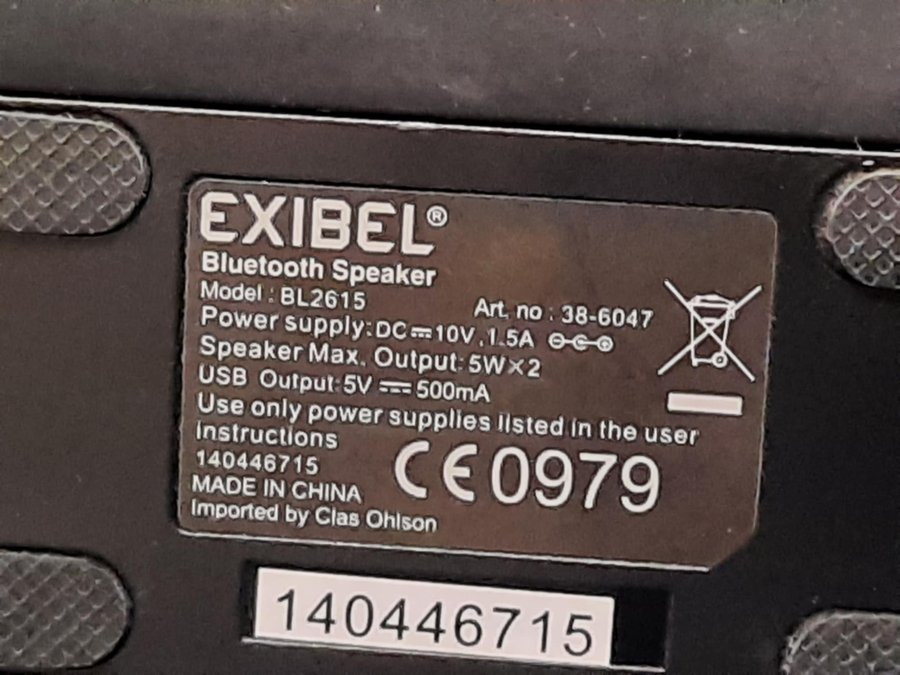 EXIBEL®
Bluetooth Speaker
Model : BL2615
Art. no : 38-6047
Power supply: DC⎓10V, 1.5A
Speaker Max. Output: 5W×2
USB Output: 5V ⎓ 500mA
Use only power supplies listed in the user
instructions
140446715
MADE IN CHINA
Imported by Clas Ohlson
CE0979
140446715